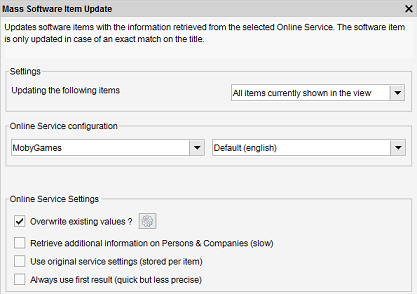 Mass Software Item Update
Updates software items with the information retrieved from the selected Online Service. The software item
is only updated in case of an exact match on the title.
Settings
Updating the following items
All items currently shown in the view
Online Service configuration
MobyGames
Default (english)
Online Service Settings
Overwrite existing values ?
Retrieve additional information on Persons & Companies (slow)
Use original service settings (stored per item)
Always use first result (quick but less precise)